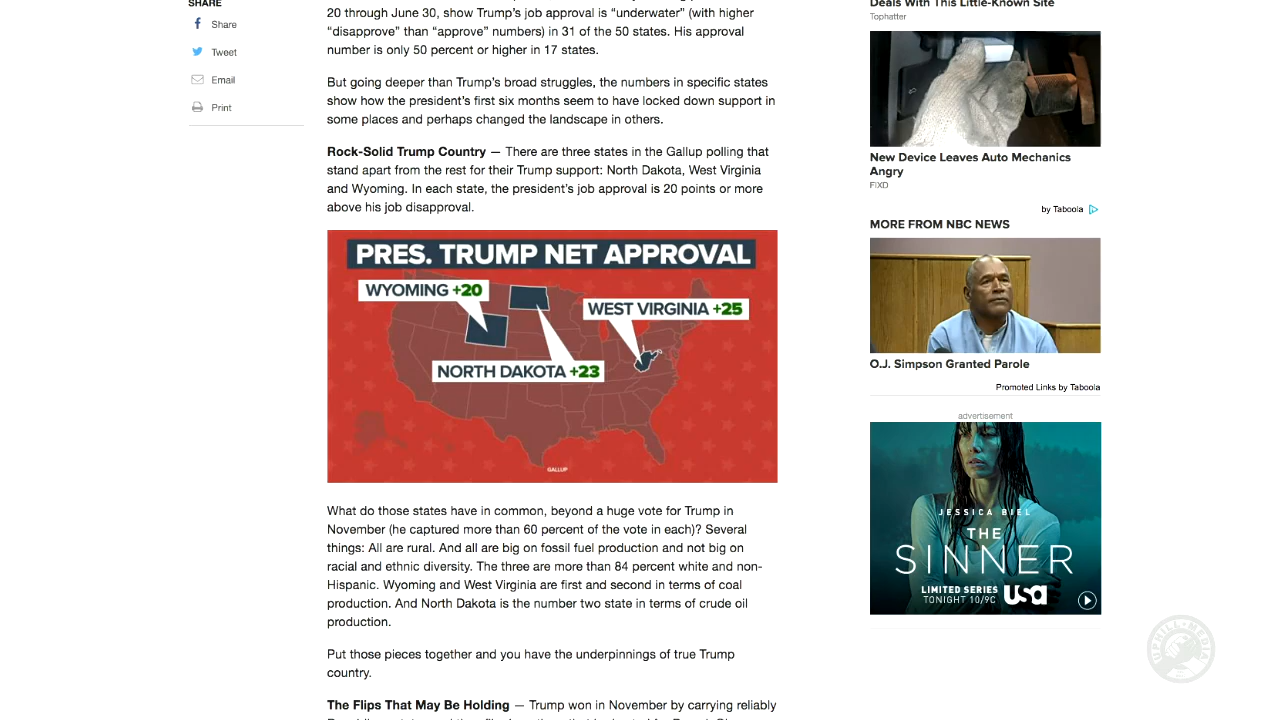 SHARE
Share
Tweet
Email
Print
20 through June 30, show Trump's job approval is “underwater” (with higher
“disapprove” than “approve” numbers) in 31 of the 50 states. His approval
number is only 50 percent or higher in 17 states.
But going deeper than Trump's broad struggles, the numbers in specific states
show how the president's first six months seem to have locked down support in
some places and perhaps changed the landscape in others.
Rock-Solid Trump Country — There are three states in the Gallup polling that
stand apart from the rest for their Trump support: North Dakota, West Virginia
and Wyoming. In each state, the president's job approval is 20 points or more
above his job disapproval.
PRES. TRUMP NET APPROVAL
WYOMING +20
WEST VIRGINIA +25
NORTH DAKOTA +23
GALLUP
What do those states have in common, beyond a huge vote for Trump in
November (he captured more than 60 percent of the vote in each)? Several
things: All are rural. And all are big on fossil fuel production and not big on
racial and ethnic diversity. The three are more than 84 percent white and non-
Hispanic. Wyoming and West Virginia are first and second in terms of coal
production. And North Dakota is the number two state in terms of crude oil
production.
Put those pieces together and you have the underpinnings of true Trump
country.
The Flips That May Be Holding — Trump won in November by carrying reliably
Deals With This Little-Known Site
Tophatter
New Device Leaves Auto Mechanics
Angry
FIXD
by Taboola
MORE FROM NBC NEWS
O.J. Simpson Granted Parole
Promoted Links by Taboola
advertisement
JESSICA BIEL
THE
SINNER
LIMITED SERIES
TONIGHT 10/9C
usa
UPHILL MEDIA